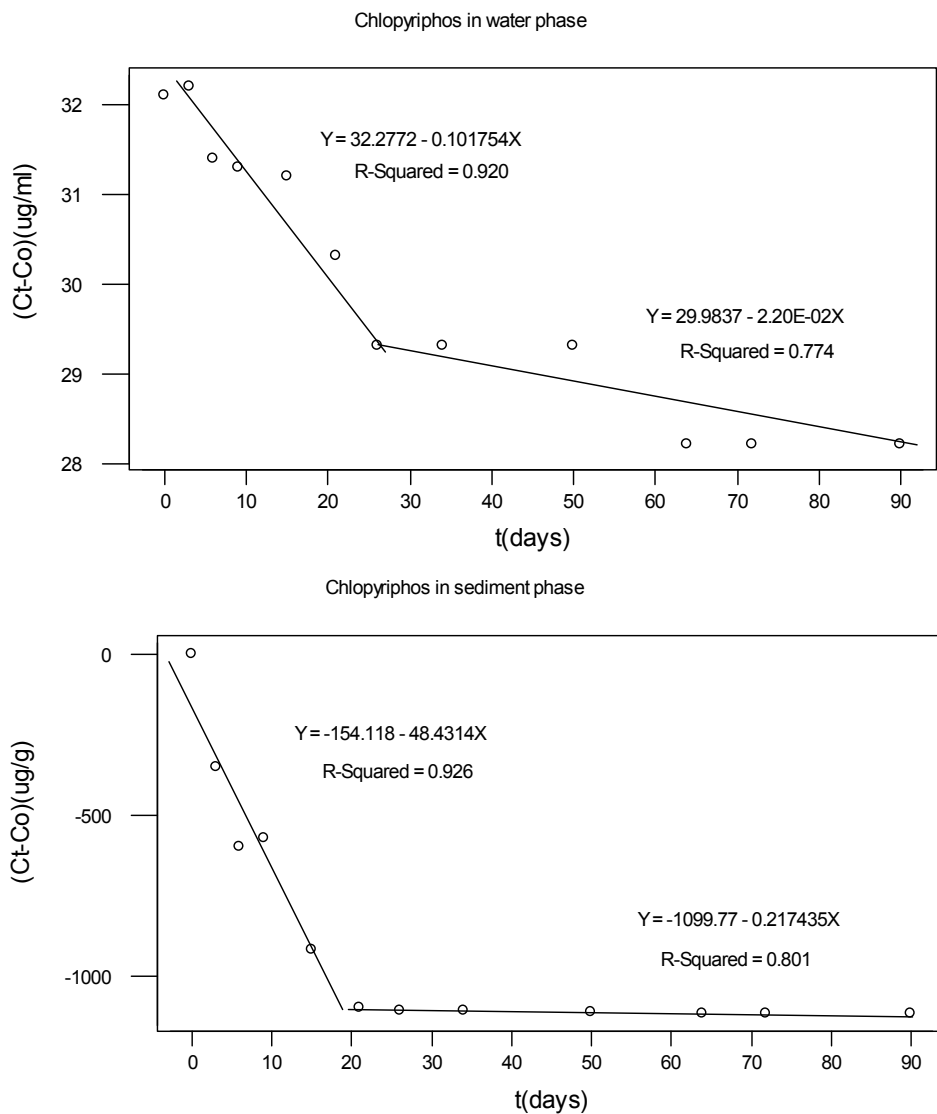 Chlopyriphos in water phase
(Ct-Co)(ug/ml)
32
31
30
29
28
Y = 32.2772 - 0.101754X
R-Squared = 0.920
Y = 29.9837 - 2.20E-02X
R-Squared = 0.774
0 10 20 30 40 50 60 70 80 90
t(days)
Chlopyriphos in sediment phase
(Ct-Co)(ug/g)
0
-500
-1000
Y = -154.118 - 48.4314X
R-Squared = 0.926
Y = -1099.77 - 0.217435X
R-Squared = 0.801
0 10 20 30 40 50 60 70 80 90
t(days)